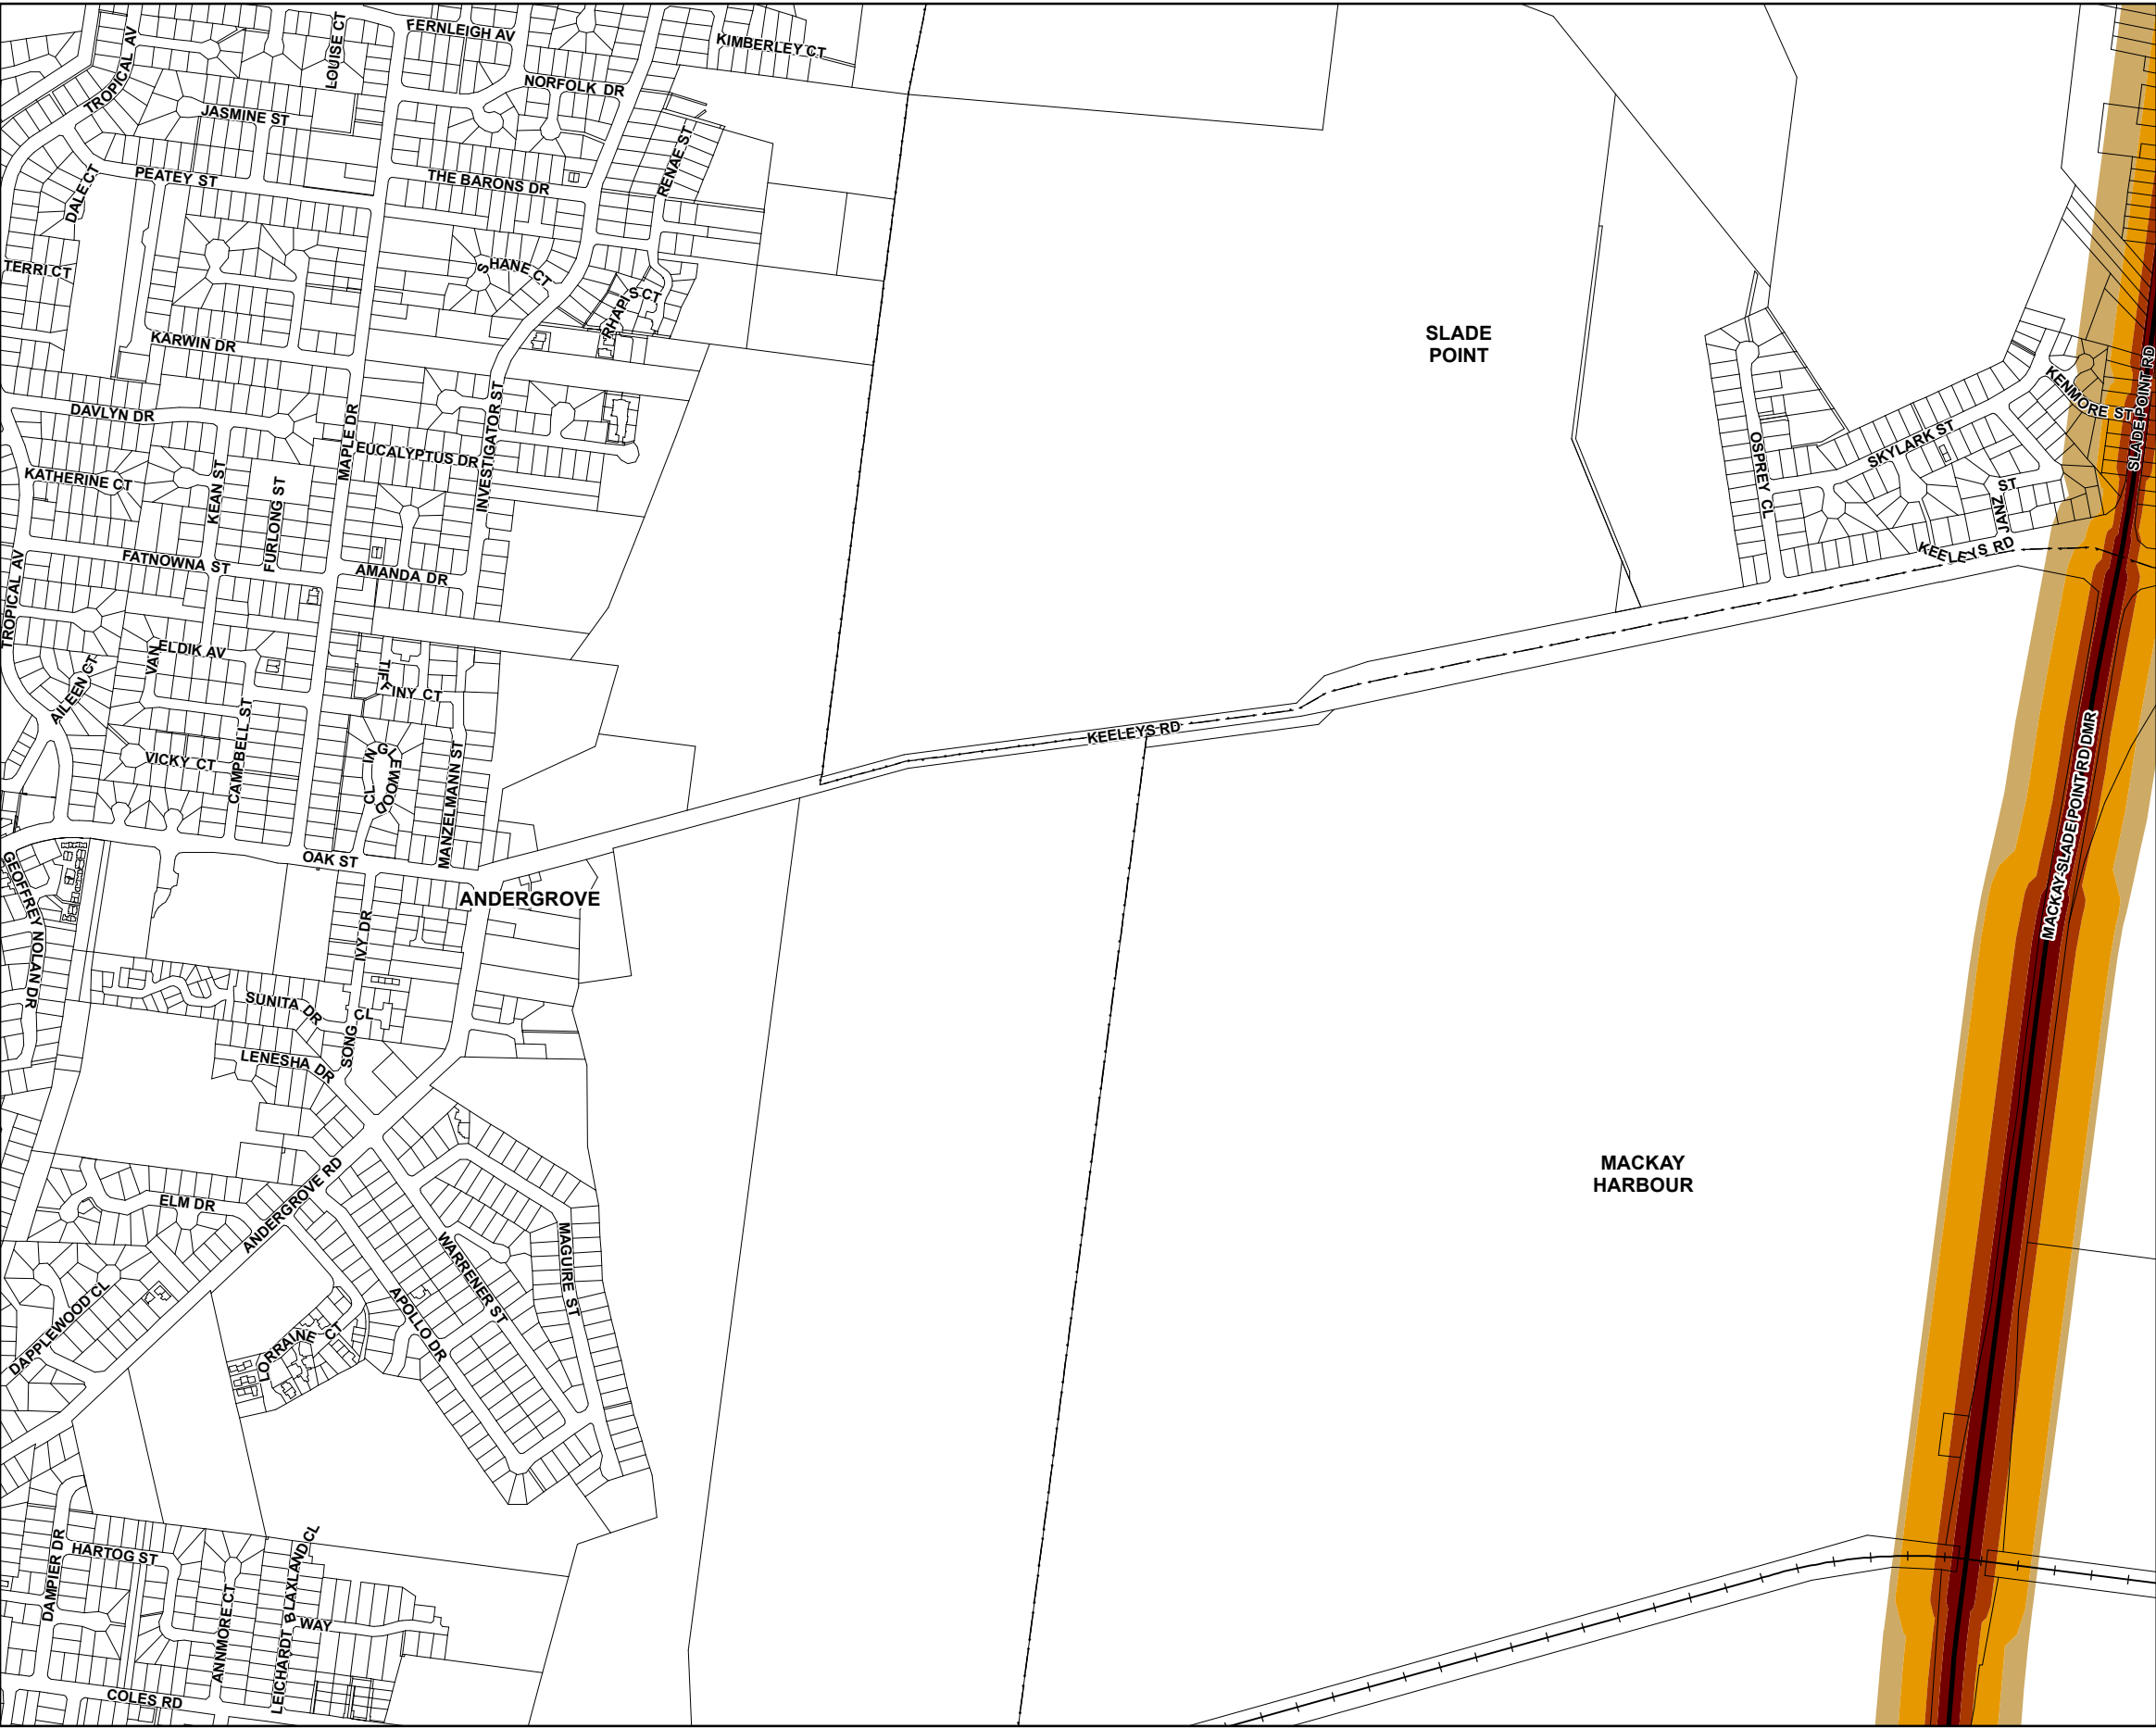 FERNLEIGH AV
KIMBERLEY CT
LOUISE CT
TROPICAL AV
NORFOLK DR
JASMINE ST
RENAE ST
PEATEY ST
THE BARONS DR
DALE CT
TERRI CT
SHANE CT
RHAPIS CT
KARWIN DR
SLADE
POINT
SLADE POINT RD
KENMORE ST
DAVLYN DR
MAPLE DR
INVESTIGATOR ST
EUCALYPTUS DR
OSPREY CL
SKYLARK ST
KATHERINE CT
KEAN ST
FURLONG ST
JANZ ST
KEELEYS RD
FATNOWNA ST
AMANDA DR
TROPICAL AV
VAN ELDIK AV
AILEEN CT
TIFFINY CT
CAMPBELL ST
KEELEYS RD
MACKAY-SLADE POINT RD DMR
VICKY CT
INGLEWOOD CL
MANZELMANN ST
OAK ST
ANDERGROVE
GEOFFREY NOLAN DR
IVY DR
SUNITA DR
SONG CL
LENESHA DR
MACKAY
HARBOUR
ELM DR
ANDERGROVE RD
WARRENER ST
MAGUIRE ST
DAPPLEWOOD CL
APOLLO DR
LORRAINE CT
HARTOG ST
DAMPIER DR
BLAXLAND CL
ANNMORE CT
LEICHARDT WAY
COLES RD